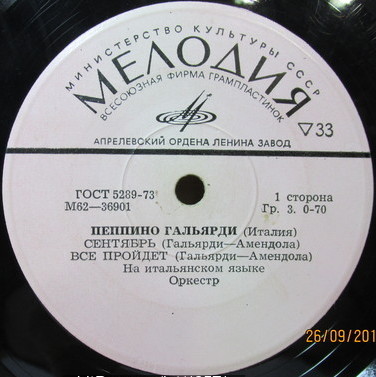 МИНИСТЕРСТВО КУЛЬТУРЫ СССР
МЕЛОДИЯ
ВСЕСОЮЗНАЯ ФИРМА ГРАМПЛАСТИНОК
▽33
АПРЕЛЕВСКИЙ ОРДЕНА ЛЕНИНА ЗАВОД
ГОСТ 5289-73
М62—36901
1 сторона
Гр. 3. 0-70
ПЕППИНО ГАЛЬЯРДИ (Италия)
СЕНТЯБРЬ (Гальярди—Амендола)
ВСЕ ПРОЙДЕТ (Гальярди—Амендола)
На итальянском языке
Оркестр
26/09/201